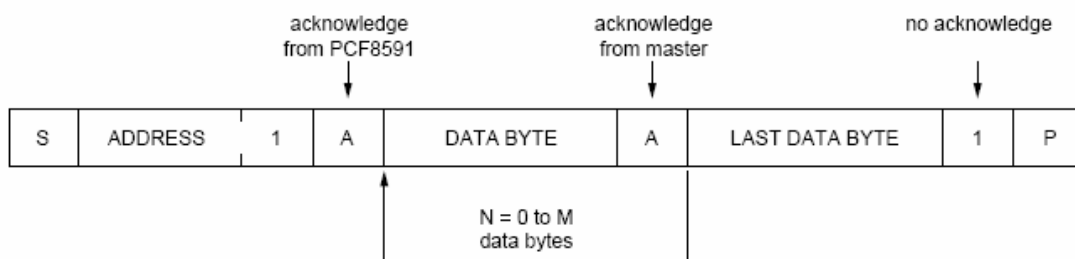 acknowledge
from PCF8591
acknowledge
from master
no acknowledge
S ADDRESS 1 A DATA BYTE A LAST DATA BYTE 1 P
N = 0 to M
data bytes